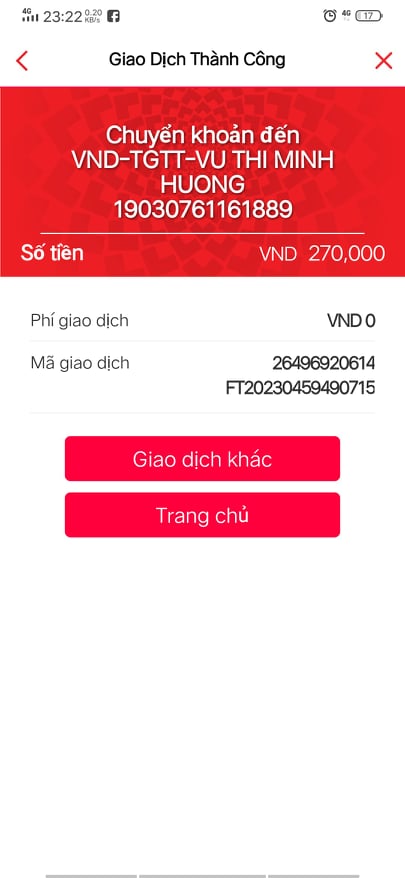 4G 23:22 0.20 KB/s 4G 17
Giao Dịch Thành Công
Chuyển khoản đến
VND-TGTT-VU THI MINH
HUONG
19030761161889
Số tiền VND 270,000
Phí giao dịch VND 0
Mã giao dịch 26496920614
FT20230459490715
Giao dịch khác
Trang chủ